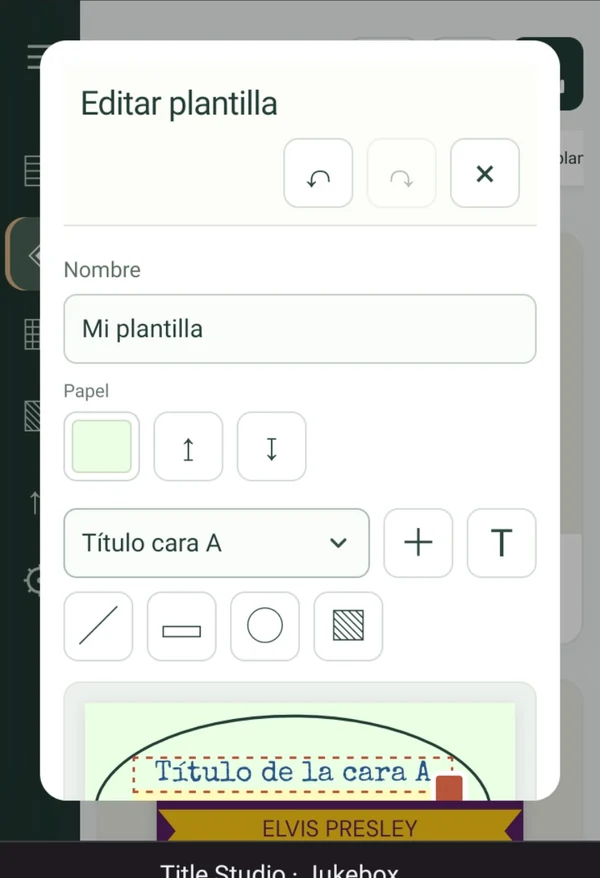 Editar plantilla
Nombre
Mi plantilla
Papel
Título cara A
T
Título de la cara A
ELVIS PRESLEY
Title Studio · Jukebox